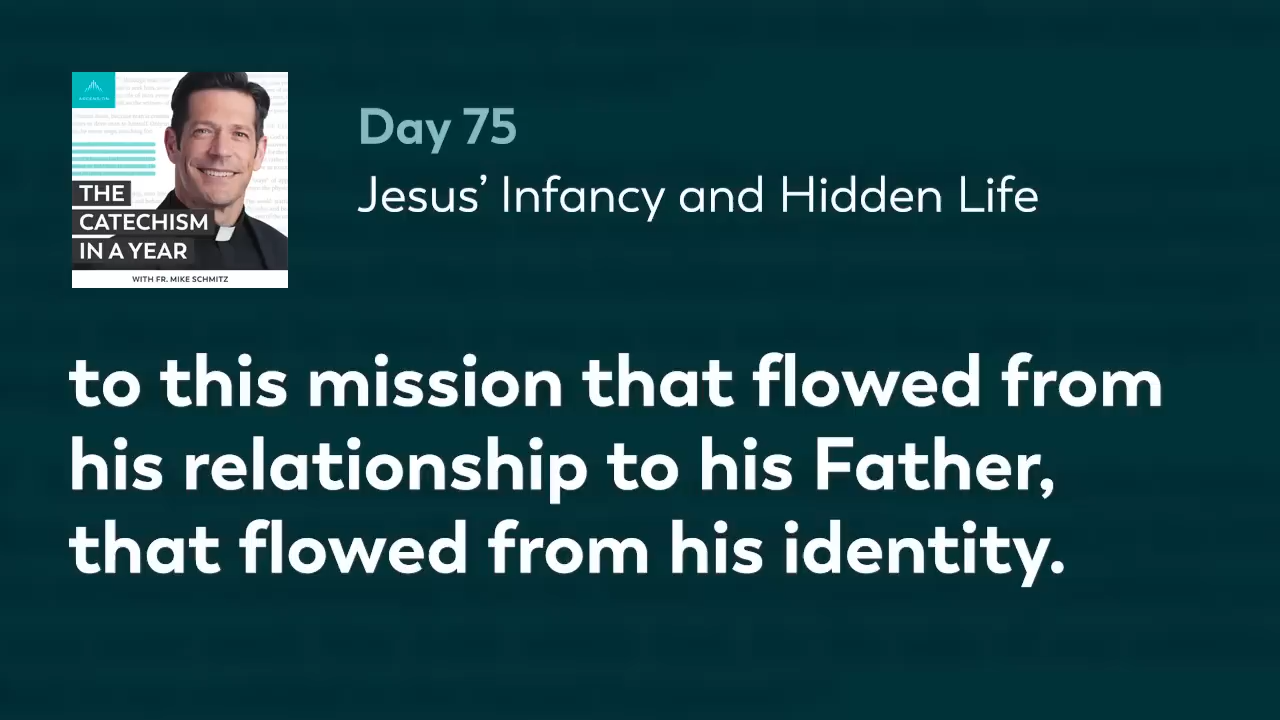 ASCENSION
THE
CATECHISM
IN A YEAR
WITH FR. MIKE SCHMITZ
Day 75
Jesus’ Infancy and Hidden Life
to this mission that flowed from
his relationship to his Father,
that flowed from his identity.